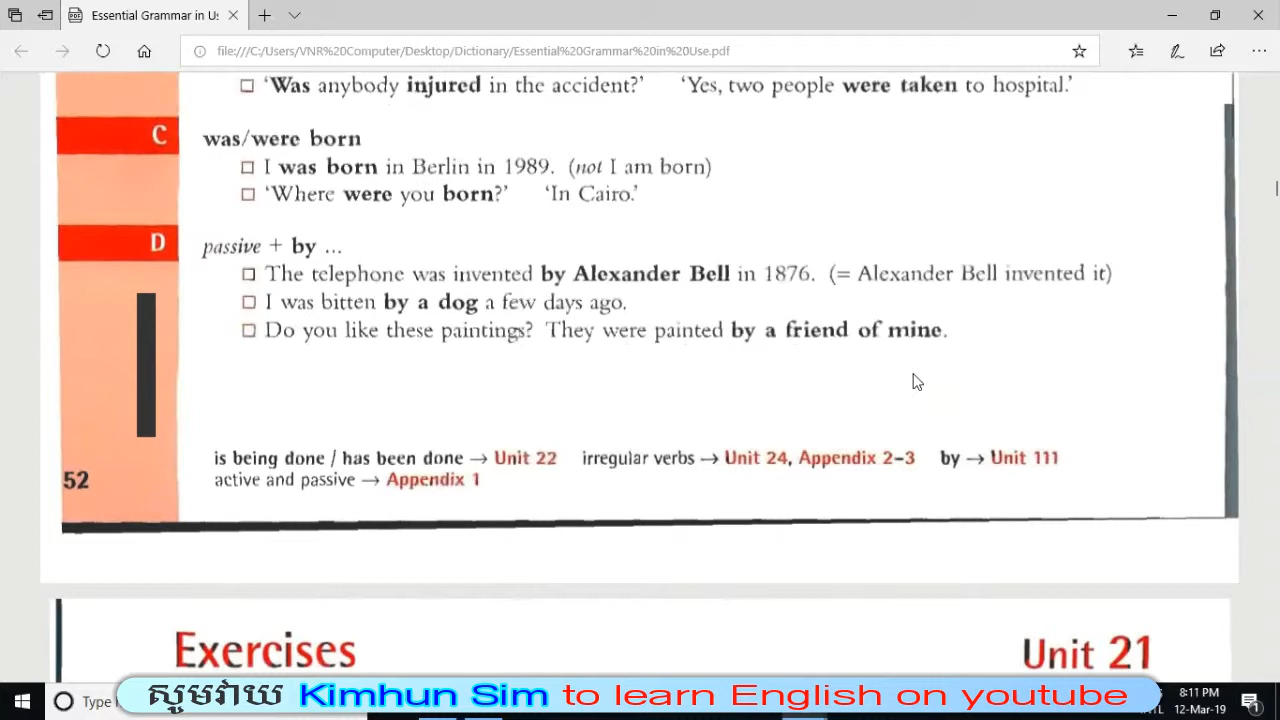 Essential Grammar in Us
file:///C:/Users/VNR%20Computer/Desktop/Dictionary/Essential%20Grammar%20in%20Use.pdf
'Was anybody injured in the accident?' 'Yes, two people were taken to hospital.'
C
was/were born
I was born in Berlin in 1989. (not I am born)
'Where were you born?' 'In Cairo.'
D
passive + by ...
The telephone was invented by Alexander Bell in 1876. (= Alexander Bell invented it)
I was bitten by a dog a few days ago.
Do you like these paintings? They were painted by a friend of mine.
is being done / has been done → Unit 22 irregular verbs → Unit 24, Appendix 2–3 by → Unit 111
active and passive → Appendix 1
52
Exercises Unit 21
សូមវាយ Kimhun Sim to learn English on youtube
Type
8:11 PM
12-Mar-19